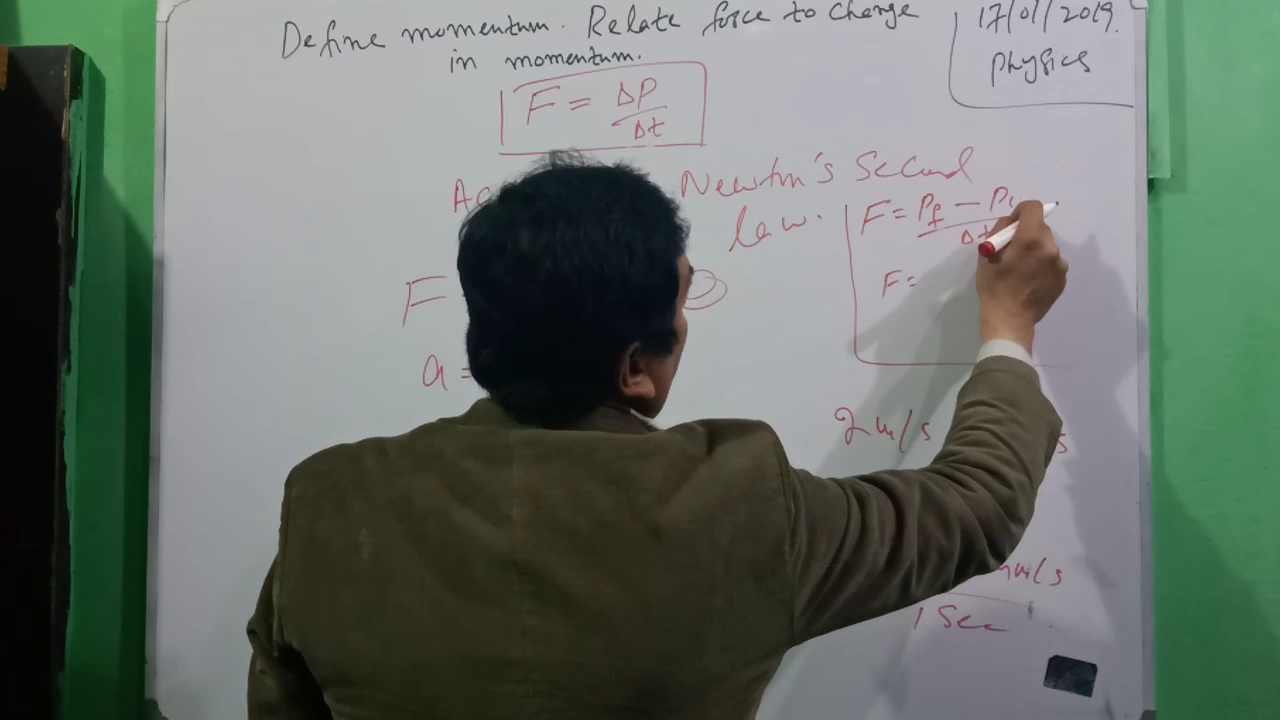 Define momentum. Relate force to change
in momentum.
17/01/2019.
physics
F = ΔP
Δt
Newton's Second
law.
F = Pf - Pi
Δt
F =
F
a =
2 m/s
m/s
1 Sec